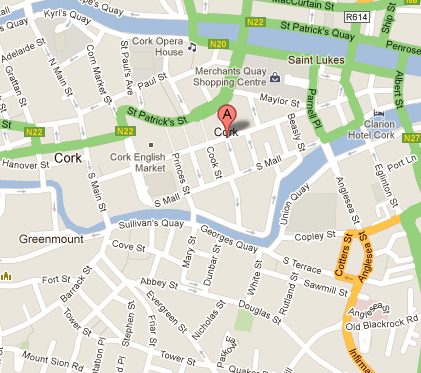 MacCurtain St
Kyrl's Quay
Pope's Quay
N22
St Patrick's Quay
R614
Ship St
Penrose
Adelaide St
N Main St
Corn Market St
St Paul's Ave
Cork Opera
House
N20
Saint Lukes
Grattan St
Paul St
Merchants Quay
Shopping Centre
Albert St
Maylor St
Parnell Pl
St Patrick's St
A
Clarion
Hotel Cork
N22
N22
Cork
Beasly St
N27
Hanover St
Cork
Cork English
Market
Princes St
Cook St
S Mall
Port Ln
S Main St
S Mall
Union Quay
Anglesea St
Eglinton St
Sullivan's Quay
Georges Quay
Greenmount
Cove St
Copley St
Cotters St
Anglesea St
Mary St
Dunbar St
White St
S Terrace
Fort St
Barrack St
Abbey St
Sawmill St
Rutland St
Evergreen St
Douglas St
Anglesea
St
Stephen St
Friar St
Nicholas St
Old Blackrock Rd
Tower St
Tower St
Mount Sion Rd
Infirmary
Quaker Road